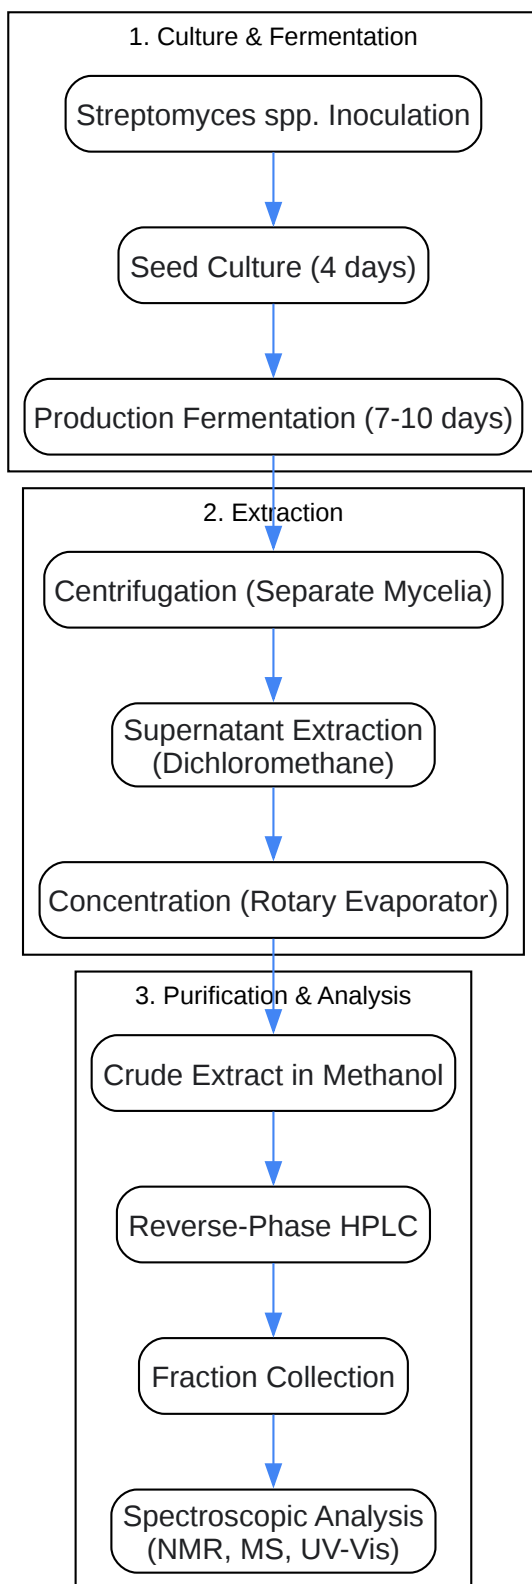 1. Culture & Fermentation
Streptomyces spp. Inoculation
Seed Culture (4 days)
Production Fermentation (7-10 days)
2. Extraction
Centrifugation (Separate Mycelia)
Supernatant Extraction
(Dichloromethane)
Concentration (Rotary Evaporator)
3. Purification & Analysis
Crude Extract in Methanol
Reverse-Phase HPLC
Fraction Collection
Spectroscopic Analysis
(NMR, MS, UV-Vis)